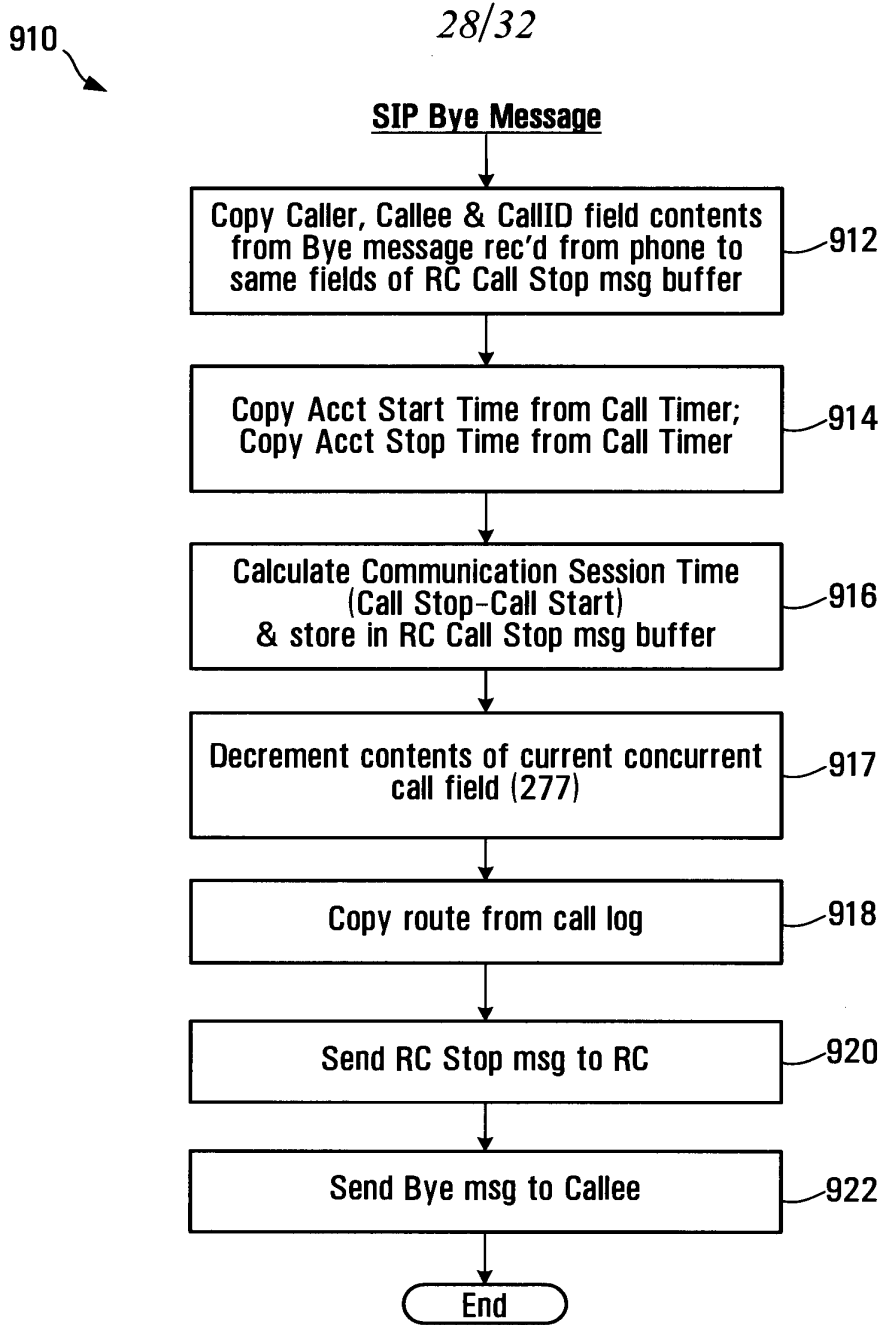 28/32
910
SIP Bye Message
Copy Caller, Callee & CallID field contents
from Bye message rec'd from phone to
same fields of RC Call Stop msg buffer
912
Copy Acct Start Time from Call Timer;
Copy Acct Stop Time from Call Timer
914
Calculate Communication Session Time
(Call Stop-Call Start)
& store in RC Call Stop msg buffer
916
Decrement contents of current concurrent
call field (277)
917
Copy route from call log
918
Send RC Stop msg to RC
920
Send Bye msg to Callee
922
End